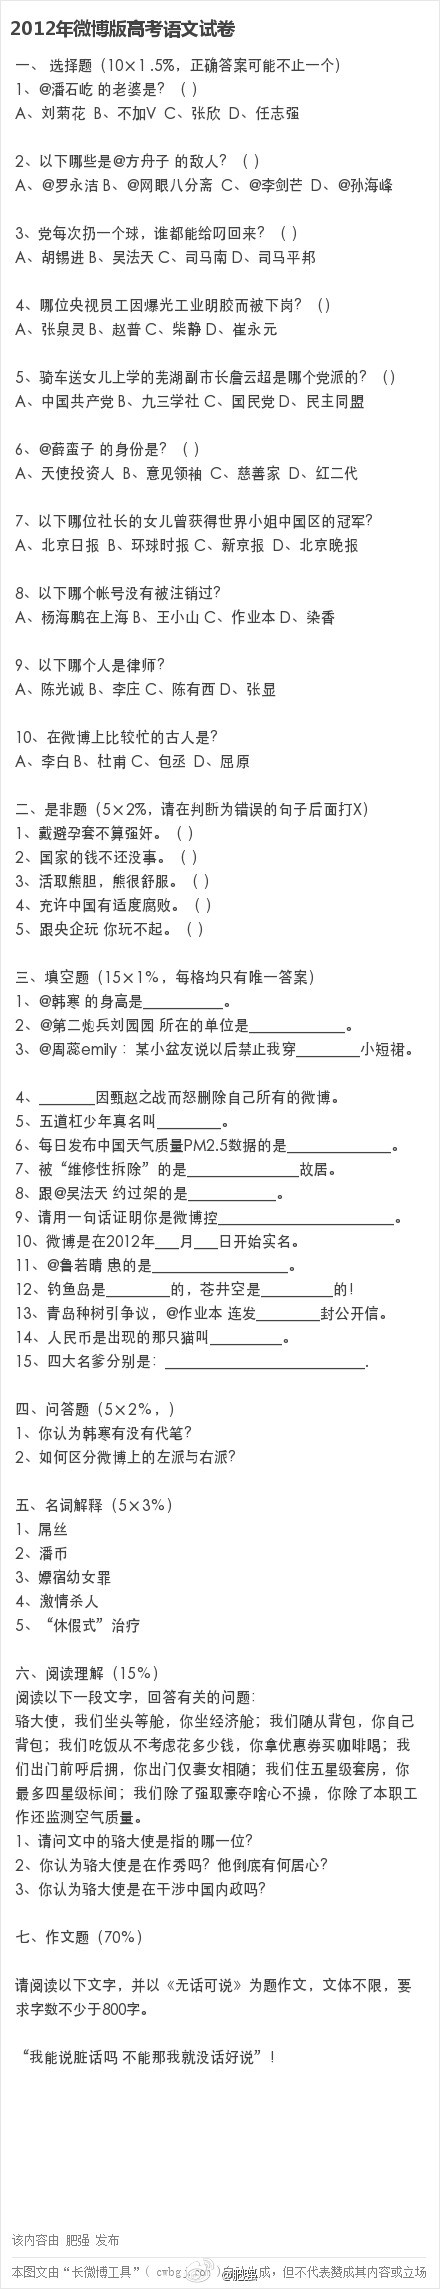 2012年微博版高考语文试卷
一、 选择题（10×1.5%，正确答案可能不止一个）
1、@潘石屹 的老婆是？（ ）
A、刘菊花 B、不加V C、张欣 D、任志强
2、以下哪些是@方舟子 的敌人？（ ）
A、@罗永洁 B、@网眼八分斋 C、@李剑芒 D、@孙海峰
3、党每次扔一个球，谁都能给叼回来？（ ）
A、胡锡进 B、吴法天 C、司马南 D、司马平邦
4、哪位央视员工因爆光工业明胶而被下岗？（）
A、张泉灵 B、赵普 C、柴静 D、崔永元
5、骑车送女儿上学的芜湖副市长詹云超是哪个党派的？（）
A、中国共产党 B、九三学社 C、国民党 D、民主同盟
6、@薛蛮子 的身份是？（ ）
A、天使投资人 B、意见领袖 C、慈善家 D、红二代
7、以下哪位社长的女儿曾获得世界小姐中国区的冠军？
A、北京日报 B、环球时报 C、新京报 D、北京晚报
8、以下哪个帐号没有被注销过？
A、杨海鹏在上海 B、王小山 C、作业本 D、染香
9、以下哪个人是律师？
A、陈光诚 B、李庄 C、陈有西 D、张显
10、在微博上比较忙的古人是？
A、李白 B、杜甫 C、包丞 D、屈原
二、是非题（5×2%，请在判断为错误的句子后面打X）
1、戴避孕套不算强奸。（ ）
2、国家的钱不还没事。（ ）
3、活取熊胆，熊很舒服。（ ）
4、充许中国有适度腐败。（ ）
5、跟央企玩 你玩不起。（ ）
三、填空题（15×1%，每格均只有唯一答案）
1、@韩寒 的身高是__________。
2、@第二炮兵刘园园 所在的单位是____________。
3、@周蕊emily：某小盆友说以后禁止我穿________小短裙。
4、_______因甄赵之战而怒删除自己所有的微博。
5、五道杠少年真名叫________。
6、每日发布中国天气质量PM2.5数据的是_____________。
7、被“维修性拆除”的是______________故居。
8、跟@吴法天 约过架的是___________。
9、请用一句话证明你是微博控______________________。
10、微博是在2012年___月___日开始实名。
11、@鲁若晴 患的是_________________。
12、钓鱼岛是________的，苍井空是_________的！
13、青岛种树引争议，@作业本 连发________封公开信。
14、人民币是出现的那只猫叫_________。
15、四大名爹分别是：_________________________.
四、问答题（5×2%，）
1、你认为韩寒有没有代笔？
2、如何区分微博上的左派与右派？
五、名词解释（5×3%）
1、屌丝
2、潘币
3、嫖宿幼女罪
4、激情杀人
5、“休假式”治疗
六、阅读理解（15%）
阅读以下一段文字，回答有关的问题：
骆大使，我们坐头等舱，你坐经济舱；我们随从背包，你自己
背包；我们吃饭从不考虑花多少钱，你拿优惠券买咖啡喝；我
们出门前呼后拥，你出门仅妻女相随；我们住五星级套房，你
最多四星级标间；我们除了强取豪夺啥心不操，你除了本职工
作还监测空气质量。
1、请问文中的骆大使是指的哪一位？
2、你认为骆大使是在作秀吗？他倒底有何居心？
3、你认为骆大使是在干涉中国内政吗？
七、作文题（70%）
请阅读以下文字，并以《无话可说》为题作文，文体不限，要
求字数不少于800字。
“我能说脏话吗 不能那我就没话好说”！
该内容由 肥强 发布
本图文由“长微博工具”( cwbg 自动生成，但不代表赞成其内容或立场
@肥强